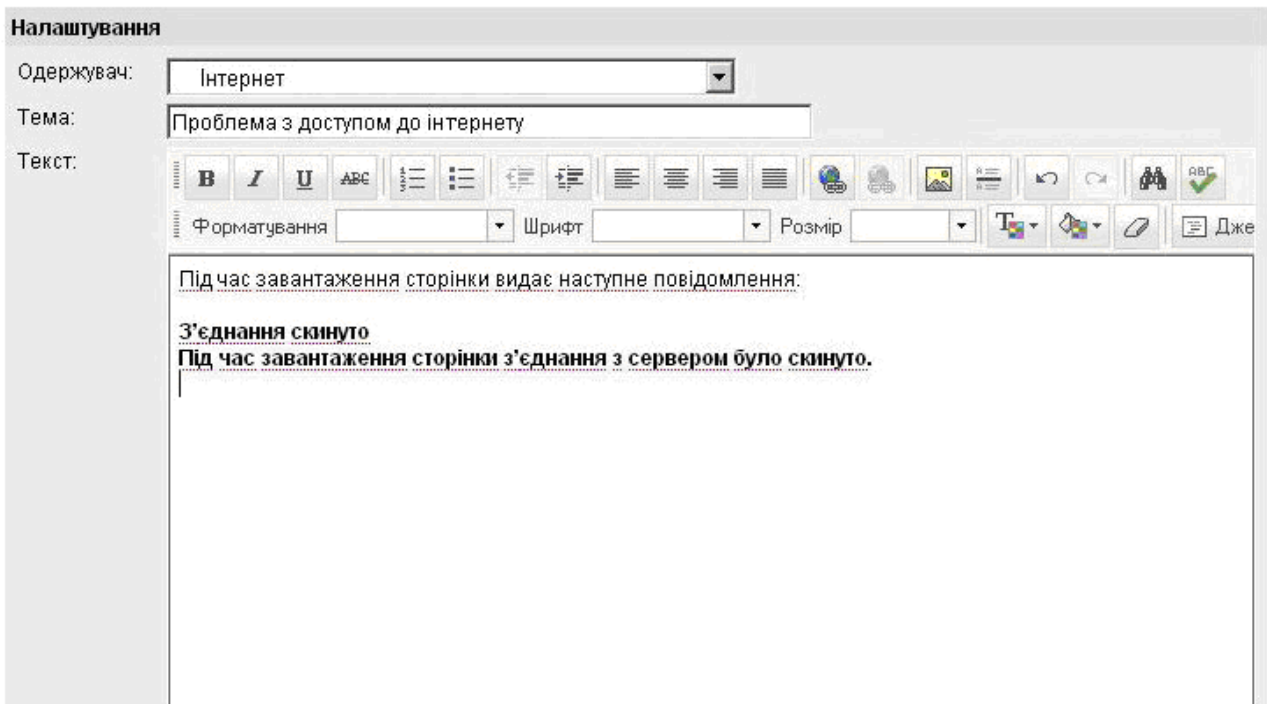 Налаштування
Одержувач: Інтернет
Тема: Проблема з доступом до інтернету
Текст:
B I U ABC
Форматування Шрифт Розмір Дже
Під час завантаження сторінки видає наступне повідомлення:
З'єднання скинуто
Під час завантаження сторінки з'єднання з сервером було скинуто.